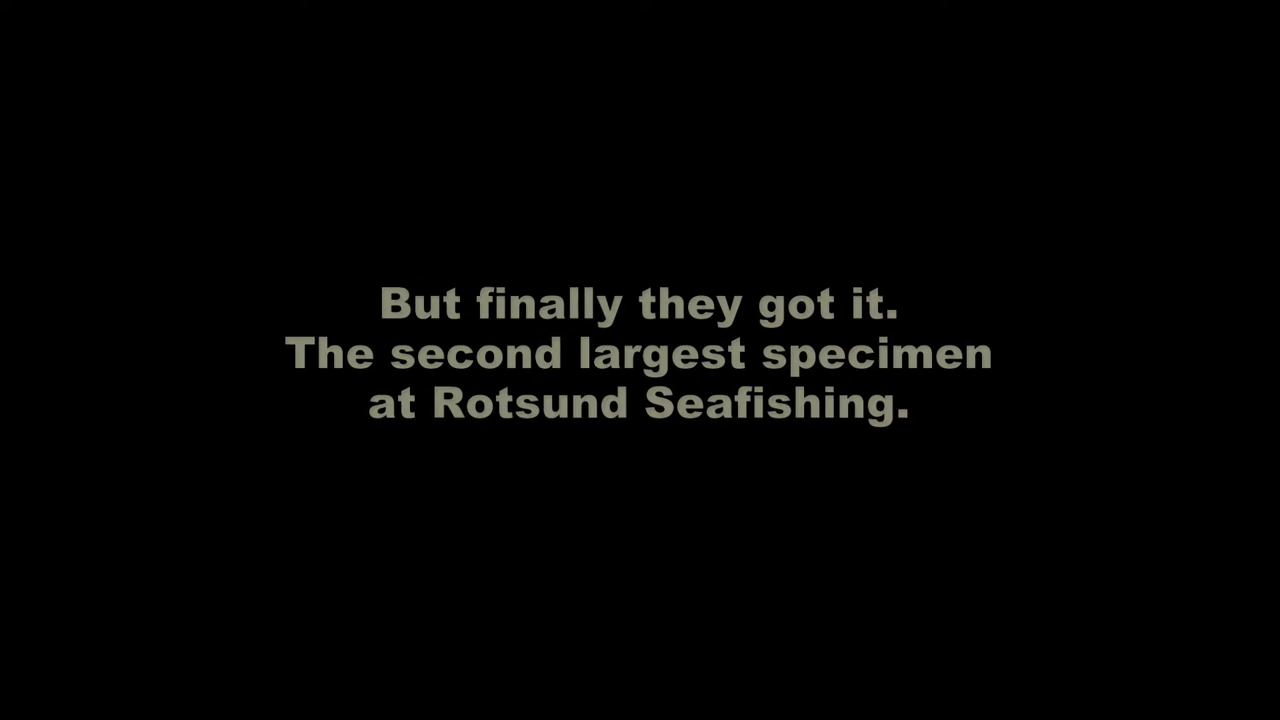 But finally they got it.
The second largest specimen
at Rotsund Seafishing.